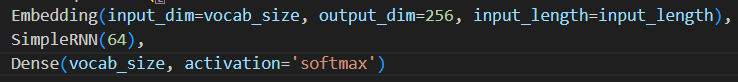 Embedding(input_dim=vocab_size, output_dim=256, input_length=input_length),
SimpleRNN(64),
Dense(vocab_size, activation='softmax')